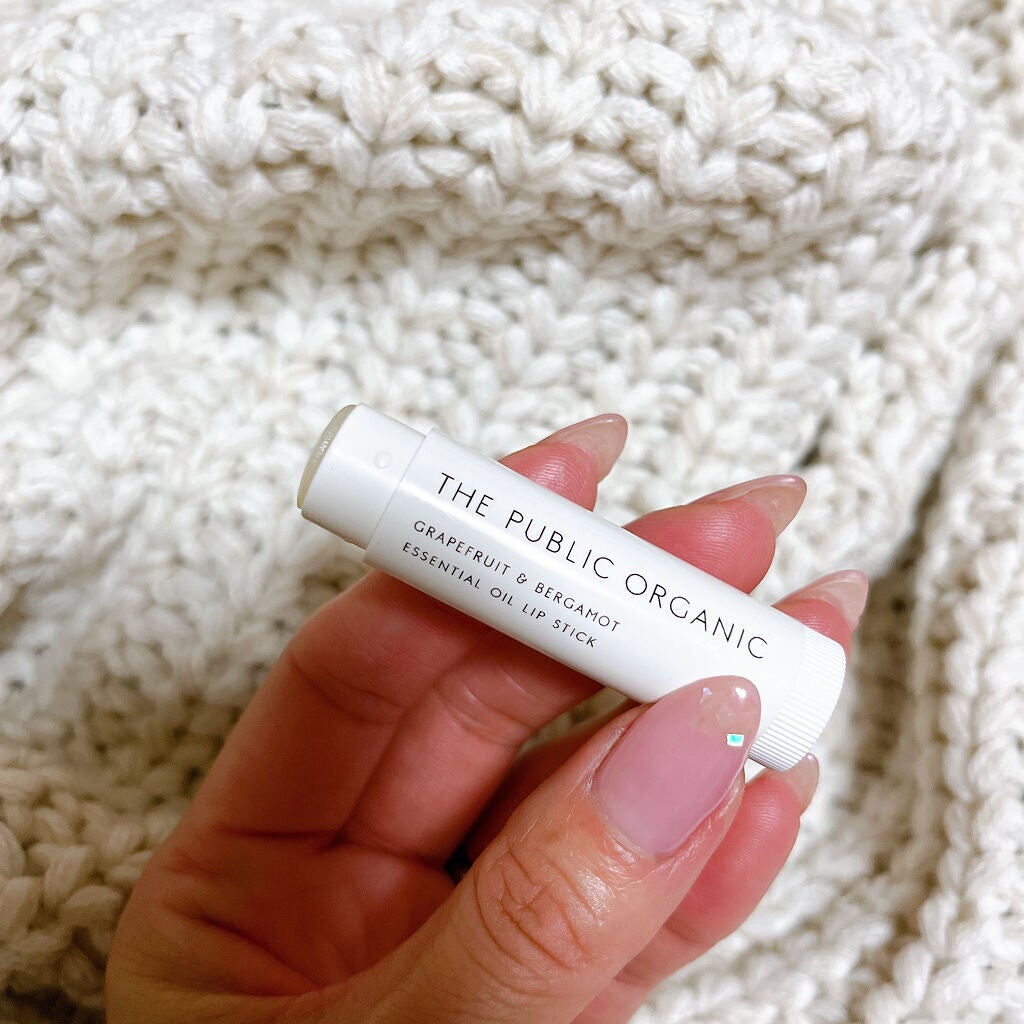 THE PUBLIC ORGANIC
GRAPEFRUIT & BERGAMOT
ESSENTIAL OIL LIP STICK